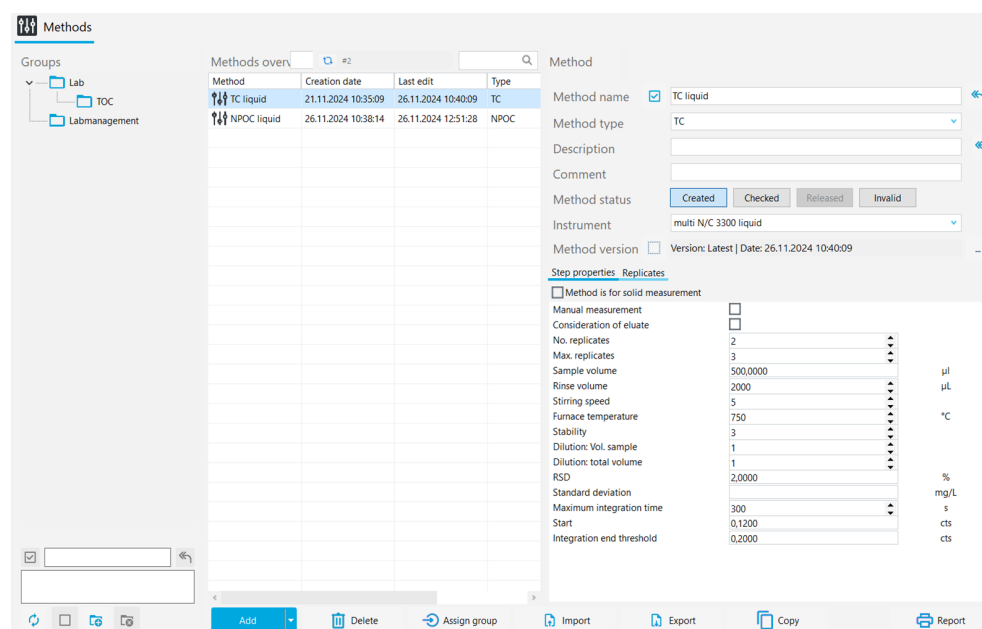 Methods
Groups
Lab
TOC
Labmanagement
Methods overv
#2
Method Creation date Last edit Type
TC liquid 21.11.2024 10:35:09 26.11.2024 10:40:09 TC
NPOC liquid 26.11.2024 10:38:14 26.11.2024 12:51:28 NPOC
Method
Method name TC liquid
Method type TC
Description
Comment
Method status Created Checked Released Invalid
Instrument multi N/C 3300 liquid
Method version Version: Latest | Date: 26.11.2024 10:40:09 ...
Step properties Replicates
Method is for solid measurement
Manual measurement
Consideration of eluate
No. replicates 2
Max. replicates 3
Sample volume 500,0000 µl
Rinse volume 2000 µL
Stirring speed 5
Furnace temperature 750 °C
Stability 3
Dilution: Vol. sample 1
Dilution: total volume 1
RSD 2,0000 %
Standard deviation mg/L
Maximum integration time 300 s
Start 0,1200 cts
Integration end threshold 0,2000 cts
Add Delete Assign group Import Export Copy Report